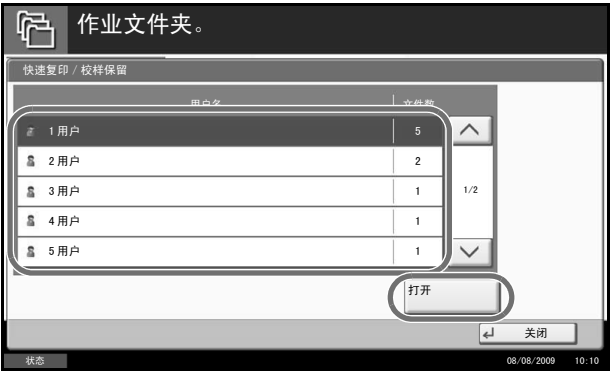 作业文件夹。
快速复印 / 校样保留
用户名 文件数
1 用户 5
2 用户 2
3 用户 1
1/2
4 用户 1
5 用户 1
打开
关闭
状态 08/08/2009 10:10